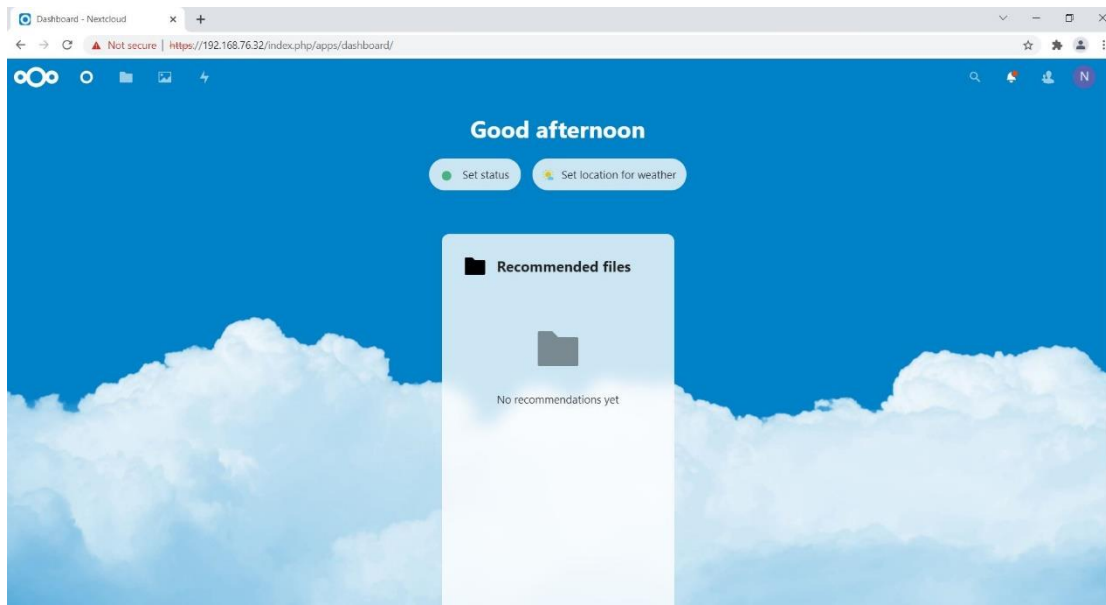 Dashboard - Nextcloud
Not secure | https://192.168.76.32/index.php/apps/dashboard/
N
Good afternoon
Set status
Set location for weather
Recommended files
No recommendations yet